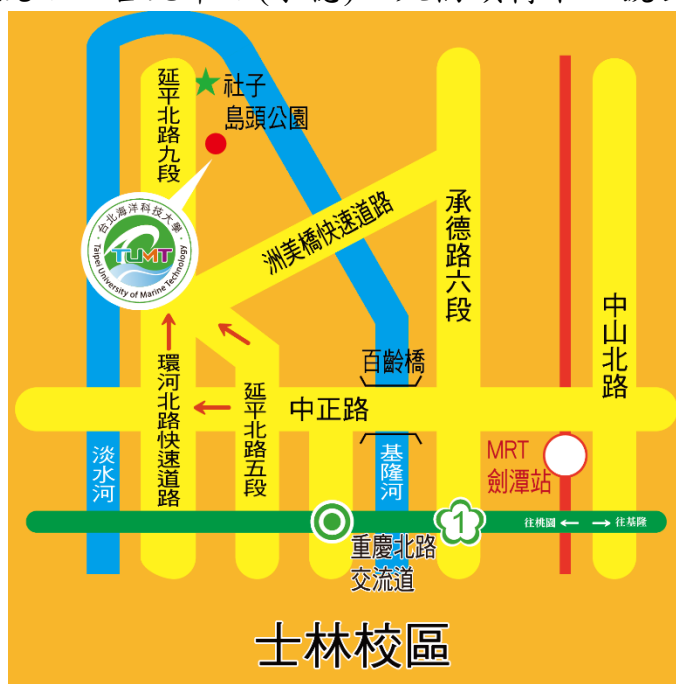 延平北路九段
社子
島頭公園
台北海洋科技大學
Taipei University of Marine Technology
TUMT
洲美橋快速道路
承德路六段
中山北路
百齡橋
環河北路快速道路
延平北路五段
中正路
淡水河
基隆河
MRT
劍潭站
1
往桃園 ← → 往基隆
重慶北路
交流道
士林校區